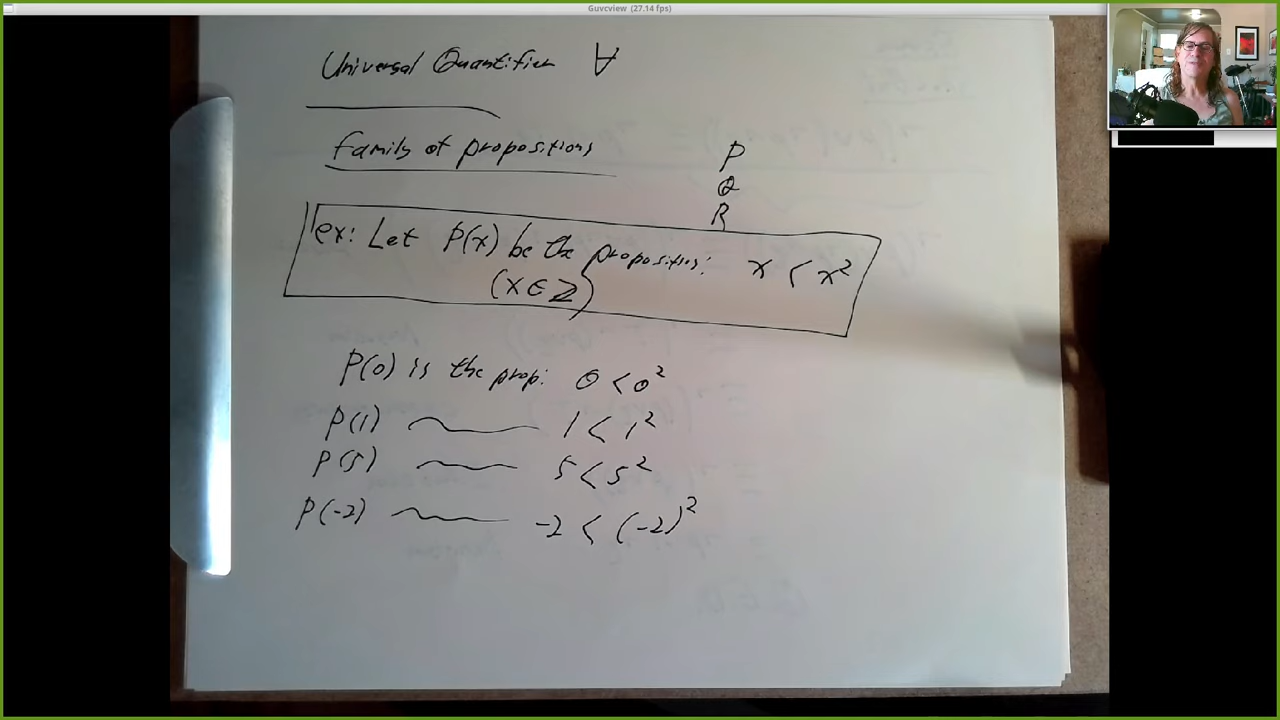 Guvcview (27.14 fps)
Universal Quantifier ∀
Family of propositions
P
Q
R
ex: Let P(x) be the proposition: x < x²
(x ∈ ℤ)
P(0) is the prop: 0 < 0²
P(1) ~ 1 < 1²
P(5) ~ 5 < 5²
P(-2) ~ -2 < (-2)²